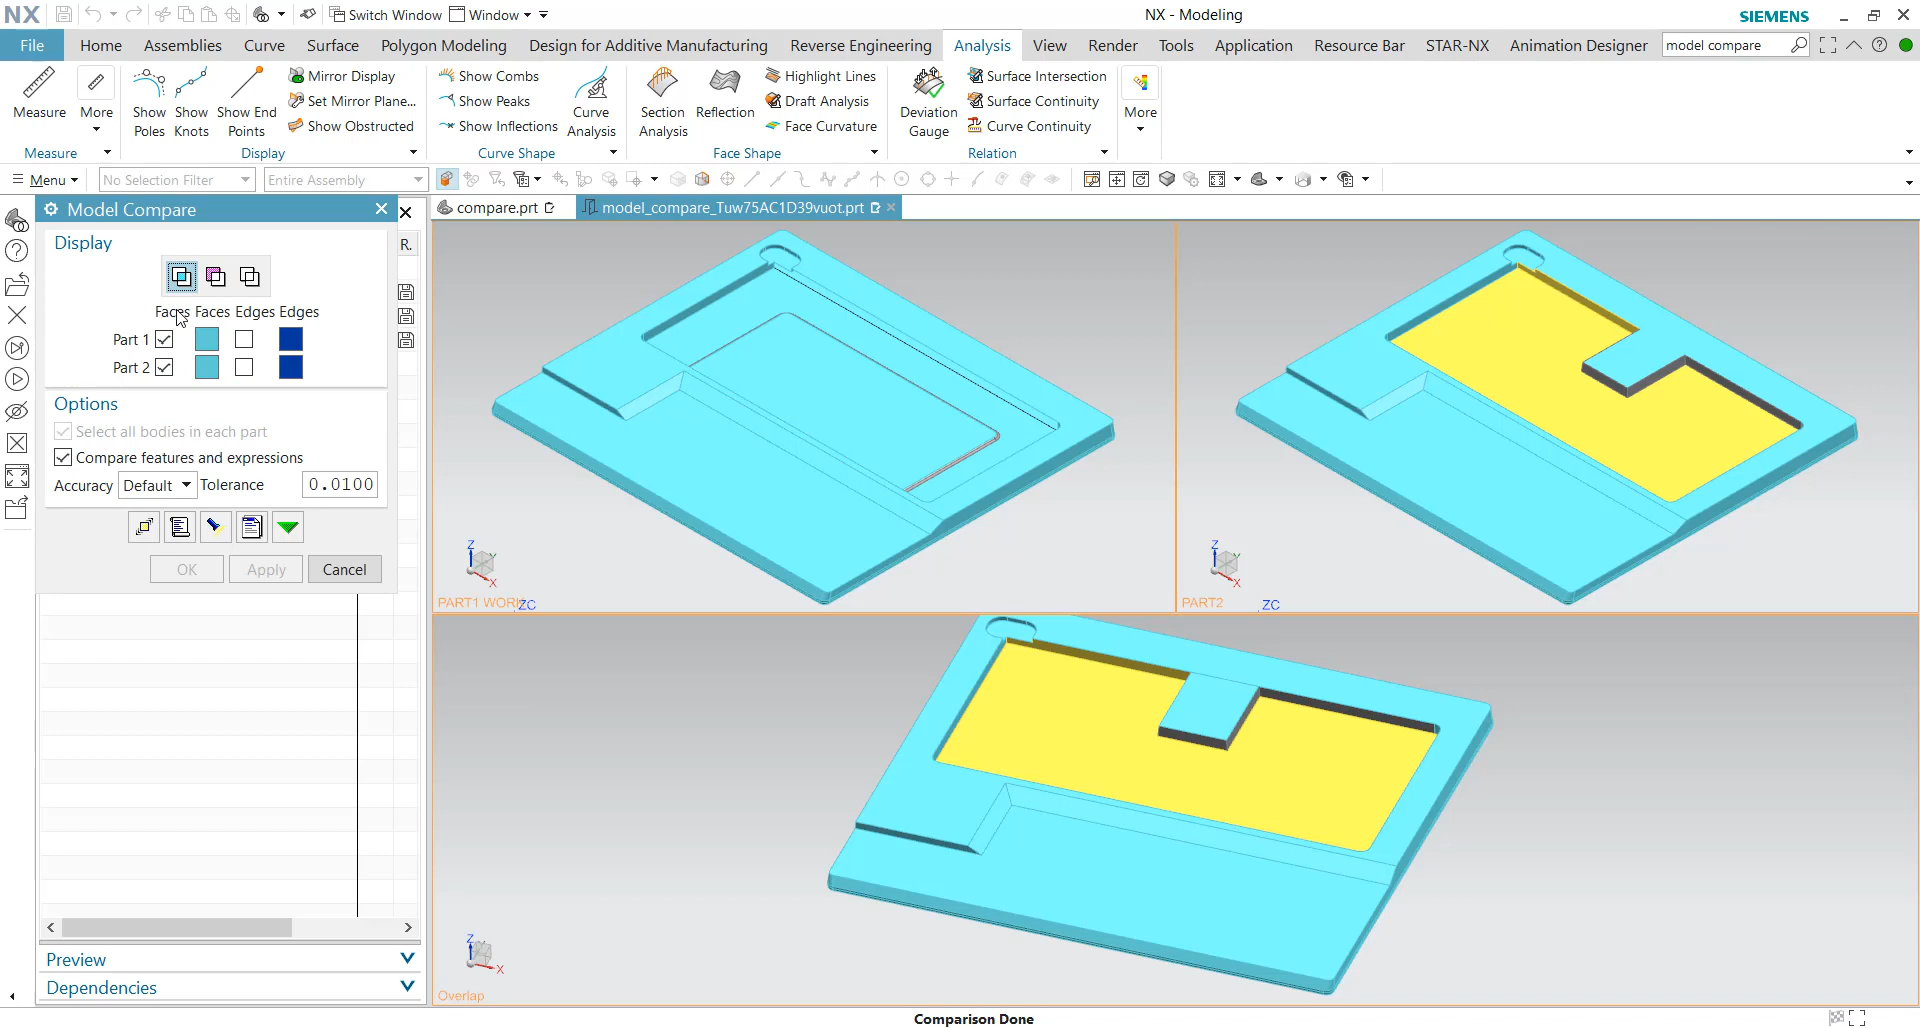 NX
Switch Window
Window
NX - Modeling
SIEMENS
File
Home
Assemblies
Curve
Surface
Polygon Modeling
Design for Additive Manufacturing
Reverse Engineering
Analysis
View
Render
Tools
Application
Resource Bar
STAR-NX
Animation Designer
model compare
Measure
More
Show Poles
Show Knots
Show End Points
Mirror Display
Set Mirror Plane...
Show Obstructed
Show Combs
Show Peaks
Show Inflections
Curve Analysis
Section Analysis
Reflection
Highlight Lines
Draft Analysis
Face Curvature
Deviation Gauge
Surface Intersection
Surface Continuity
Curve Continuity
More
Measure
Display
Curve Shape
Face Shape
Relation
Menu
No Selection Filter
Entire Assembly
Model Compare
compare.prt
model_compare_Tuw75AC1D39vuot.prt
R.
Display
Faces Faces Edges Edges
Part 1
Part 2
Options
Select all bodies in each part
Compare features and expressions
Accuracy Default Tolerance 0.0100
OK
Apply
Cancel
Preview
Dependencies
Z
Y
X
PART1 WORK
ZC
Z
Y
X
PART2
ZC
Z
Y
X
Overlap
Comparison Done